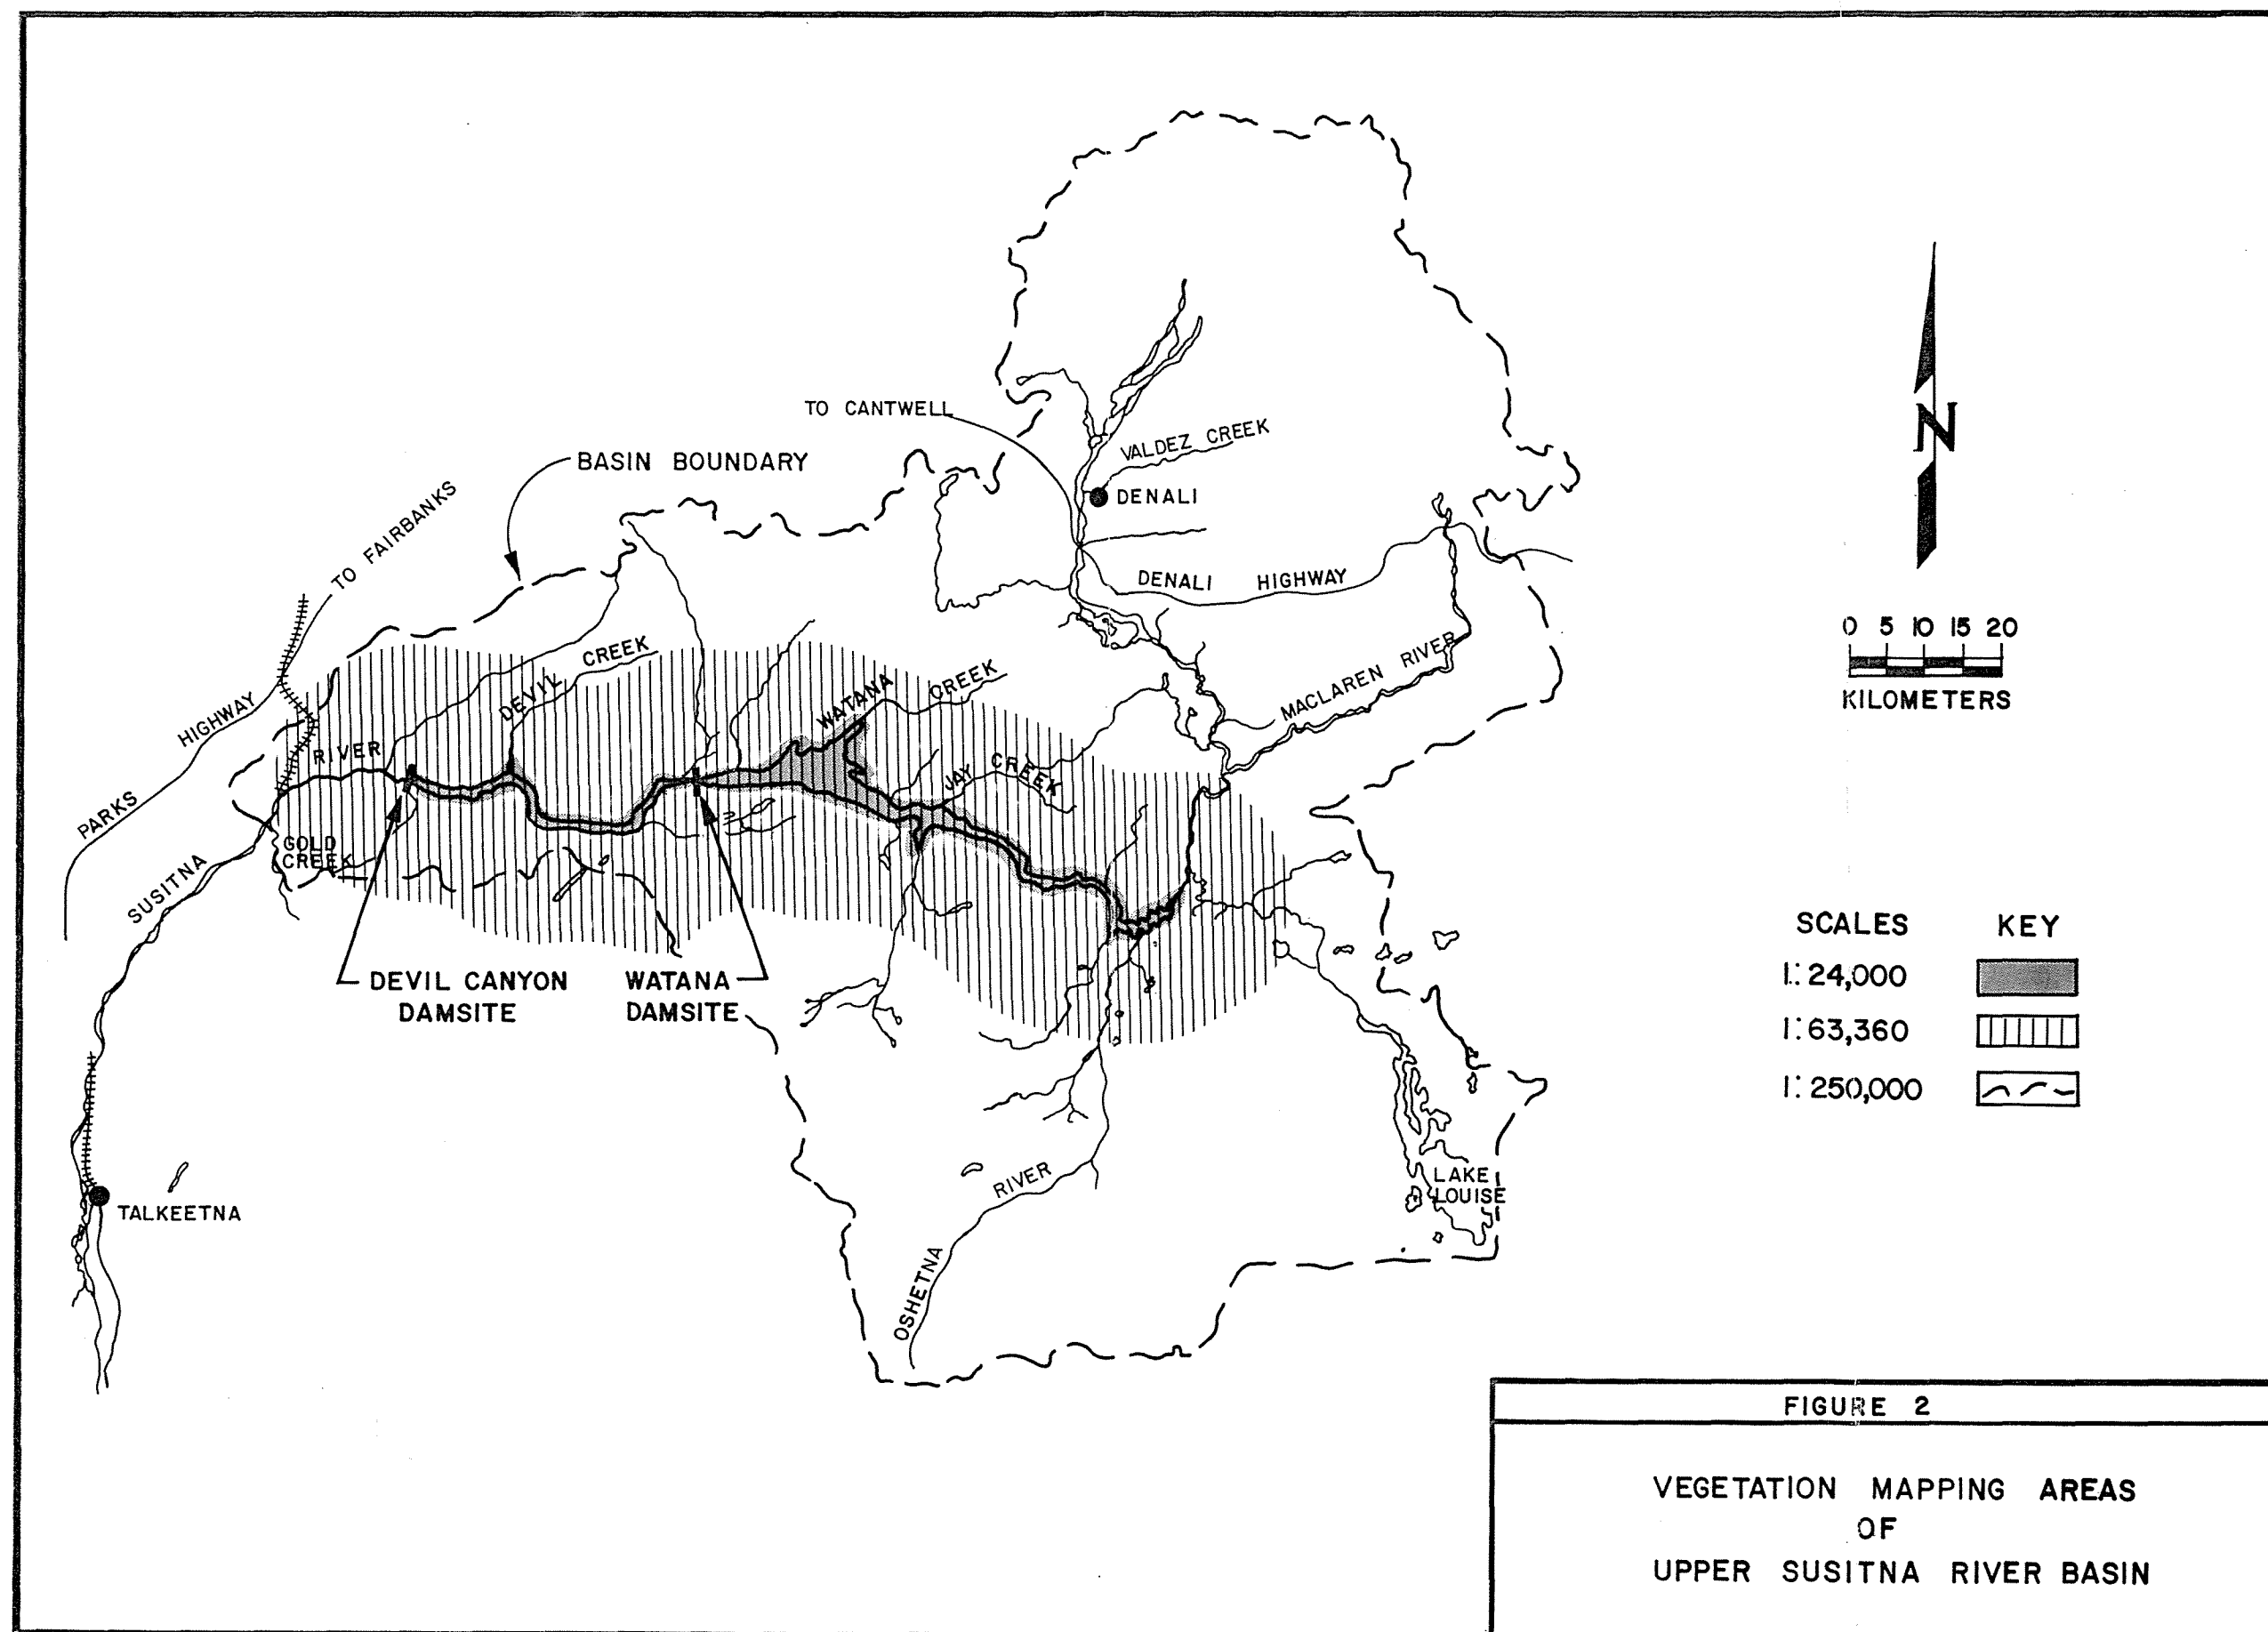 TO CANTWELL
VALDEZ CREEK
BASIN BOUNDARY
DENALI
TO FAIRBANKS
DENALI HIGHWAY
N
0 5 10 15 20
KILOMETERS
DEVIL CREEK
WATANA CREEK
MACLAREN RIVER
PARKS HIGHWAY
SUSITNA RIVER
JAY CREEK
GOLD
CREEK
DEVIL CANYON
DAMSITE
WATANA
DAMSITE
SCALES KEY
1:24,000
1:63,360
1:250,000
OSHETNA RIVER
LAKE
LOUISE
TALKEETNA
FIGURE 2
VEGETATION MAPPING AREAS
OF
UPPER SUSITNA RIVER BASIN